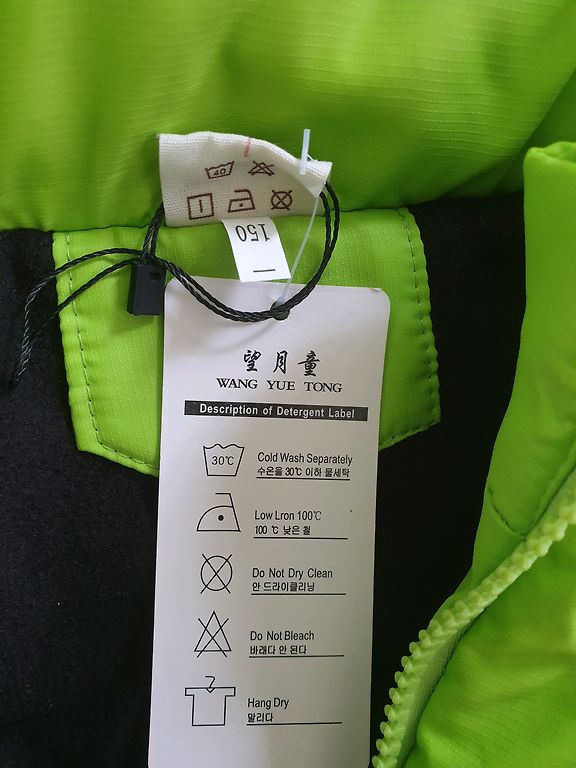 40
150
望月童
WANG YUE TONG
Description of Detergent Label
30℃
Cold Wash Separately
수온을 30℃ 이하 물세탁
Low Lron 100℃
100 ℃ 낮은 철
Do Not Dry Clean
안 드라이클리닝
Do Not Bleach
바래다 안 된다
Hang Dry
말리다